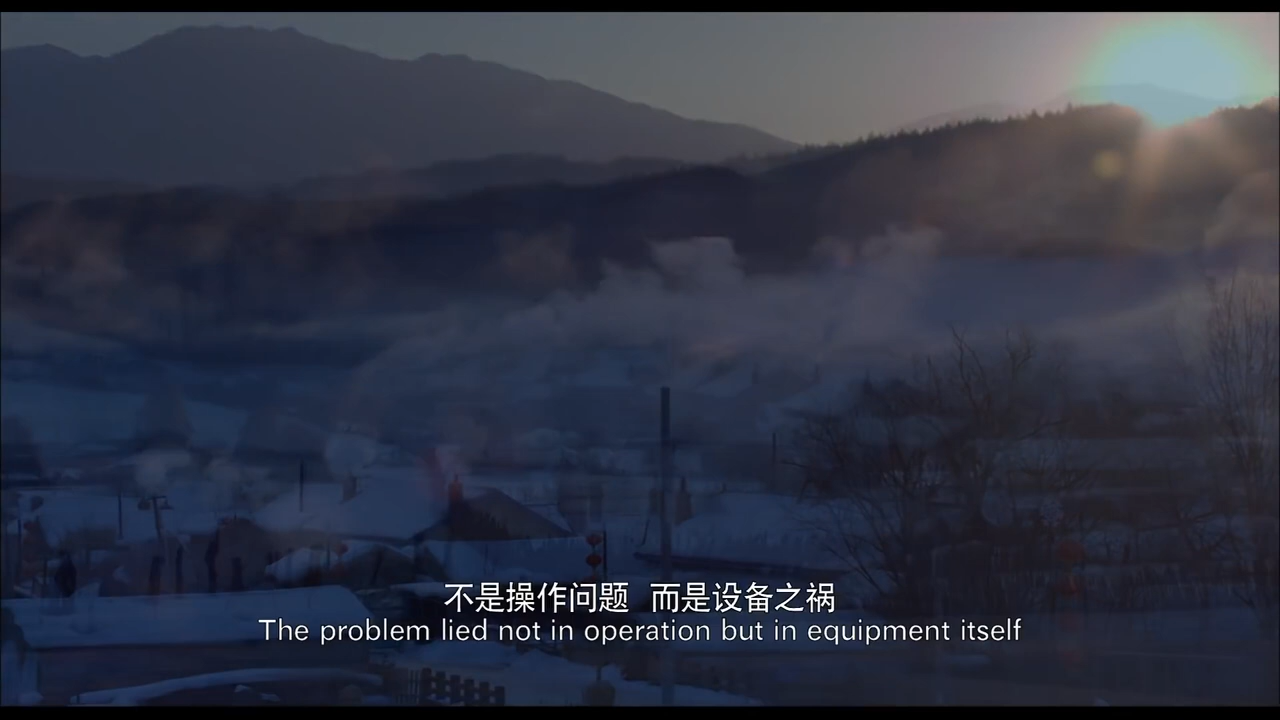 不是操作问题 而是设备之祸
The problem lied not in operation but in equipment itself